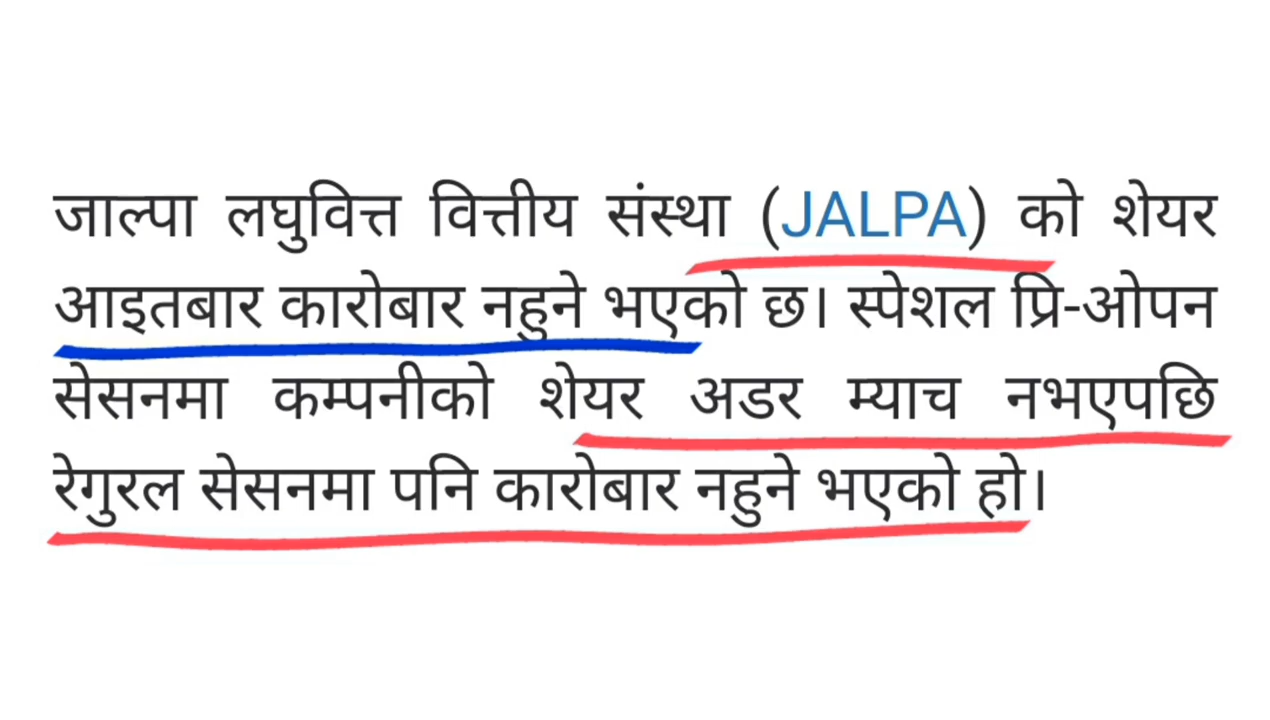 जाल्पा लघुवित्त वित्तीय संस्था (JALPA) को शेयर
आइतबार कारोबार नहुने भएको छ। स्पेशल प्रि-ओपन
सेसनमा कम्पनीको शेयर अडर म्याच नभएपछि
रेगुरल सेसनमा पनि कारोबार नहुने भएको हो।